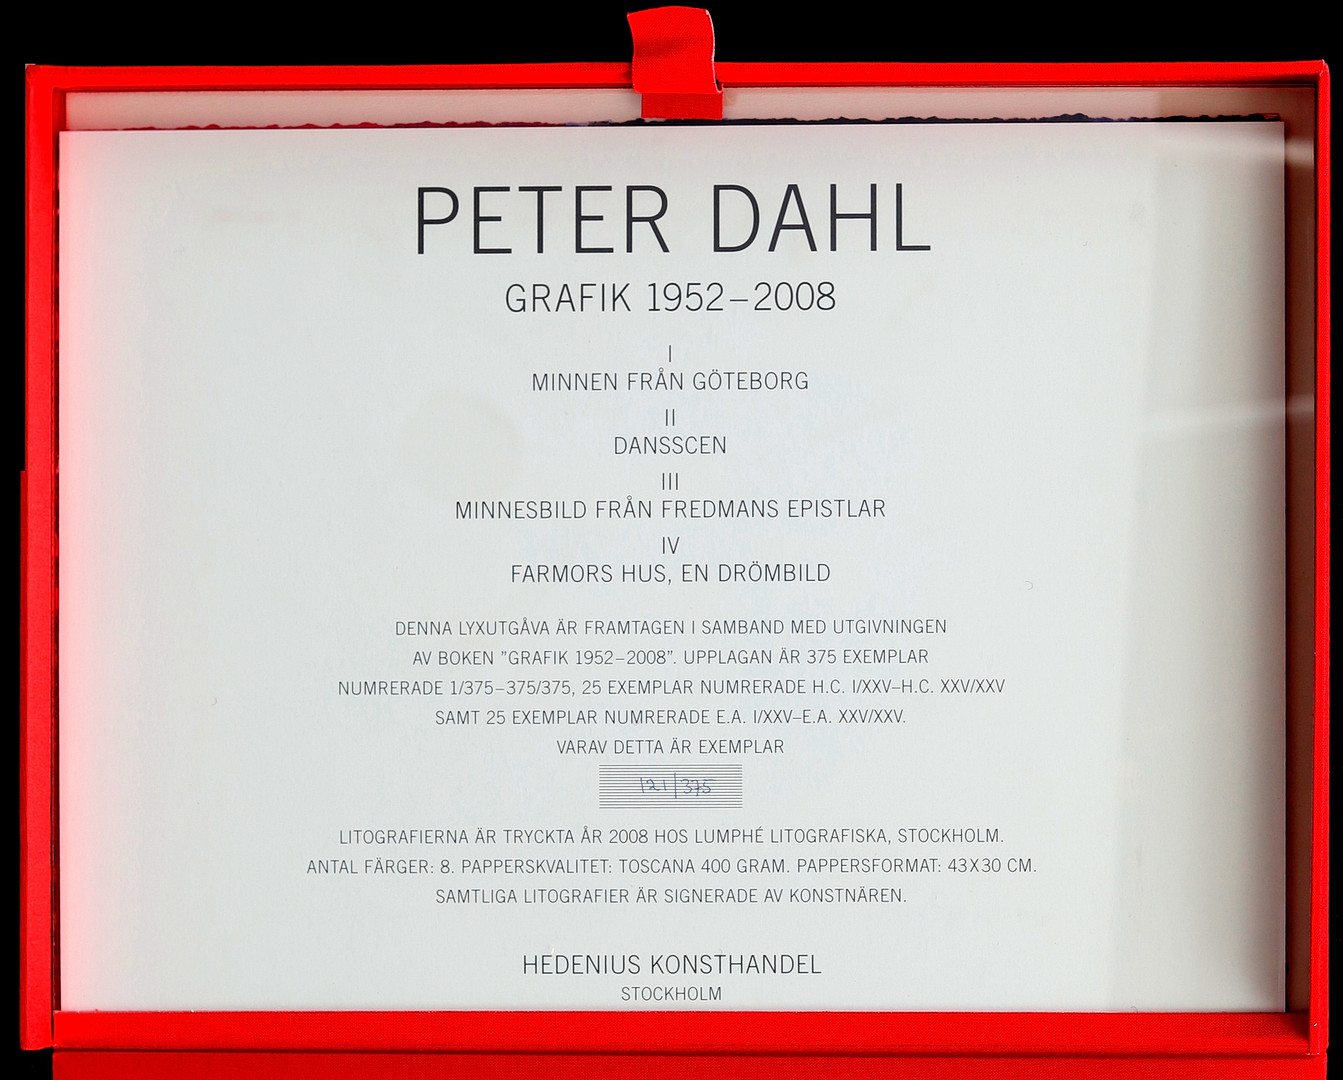 PETER DAHL
GRAFIK 1952–2008
I
MINNEN FRÅN GÖTEBORG
II
DANSSCEN
III
MINNESBILD FRÅN FREDMANS EPISTLAR
IV
FARMORS HUS, EN DRÖMBILD
DENNA LYXUTGÅVA ÄR FRAMTAGEN I SAMBAND MED UTGIVNINGEN
AV BOKEN ”GRAFIK 1952–2008”. UPPLAGAN ÄR 375 EXEMPLAR
NUMRERADE 1/375–375/375, 25 EXEMPLAR NUMRERADE H.C. I/XXV–H.C. XXV/XXV
SAMT 25 EXEMPLAR NUMRERADE E.A. I/XXV–E.A. XXV/XXV.
VARAV DETTA ÄR EXEMPLAR
121/375
LITOGRAFIERNA ÄR TRYCKTA ÅR 2008 HOS LUMPHÉ LITOGRAFISKA, STOCKHOLM.
ANTAL FÄRGER: 8. PAPPERSKVALITET: TOSCANA 400 GRAM. PAPPERSFORMAT: 43X30 CM.
SAMTLIGA LITOGRAFIER ÄR SIGNERADE AV KONSTNÄREN.
HEDENIUS KONSTHANDEL
STOCKHOLM